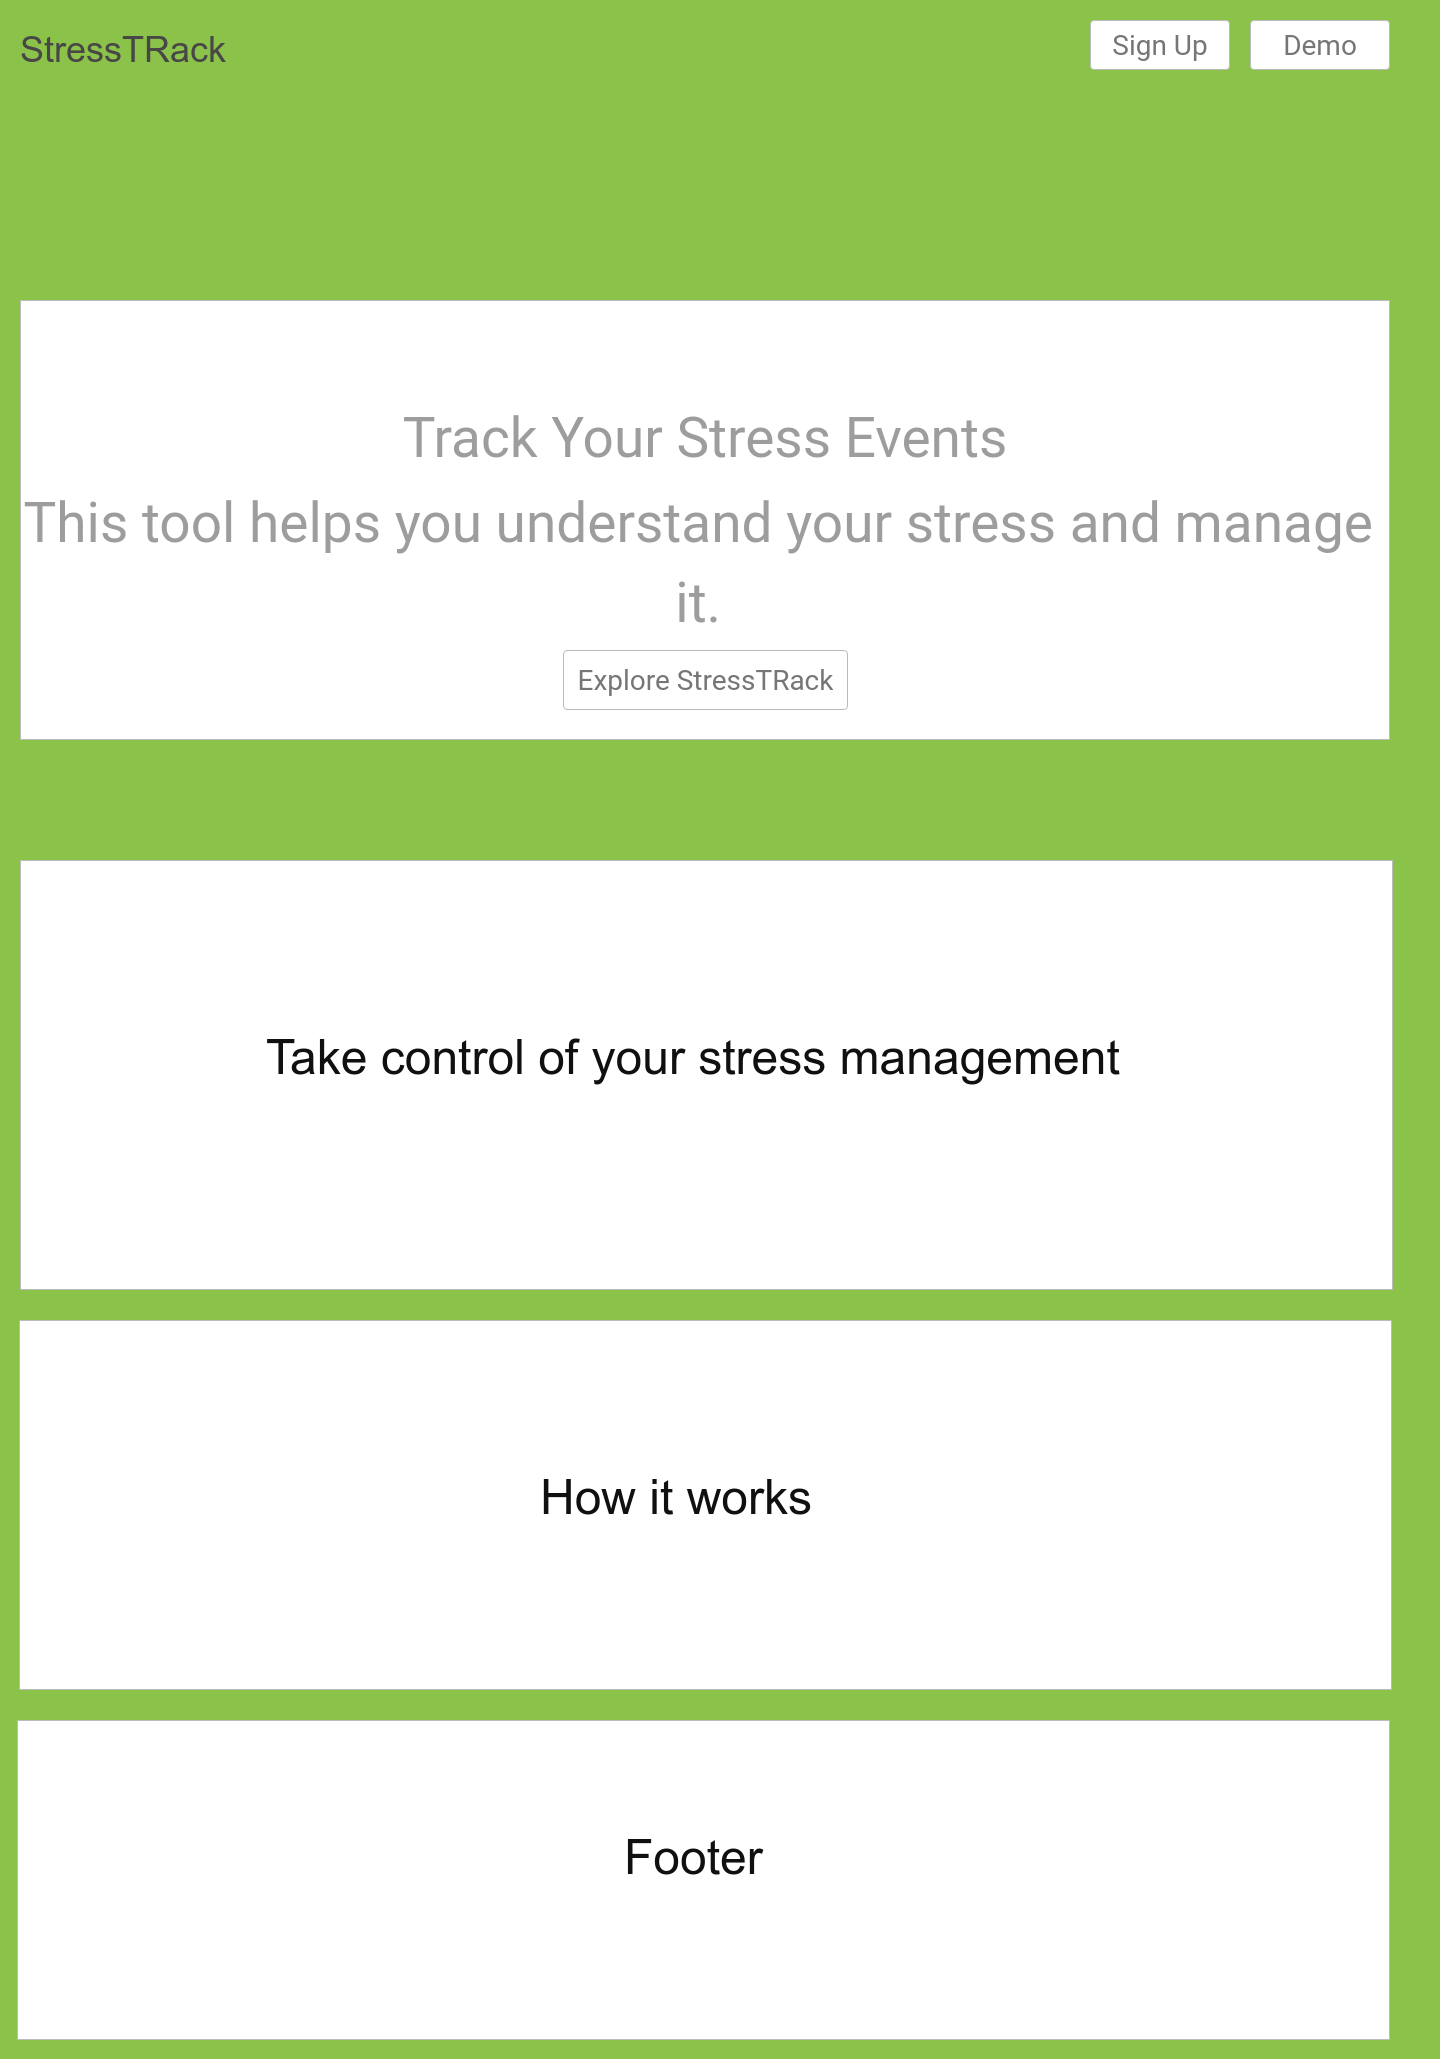 StressTRack
Sign Up
Demo
Track Your Stress Events
This tool helps you understand your stress and manage
it.
Explore StressTRack
Take control of your stress management
How it works
Footer